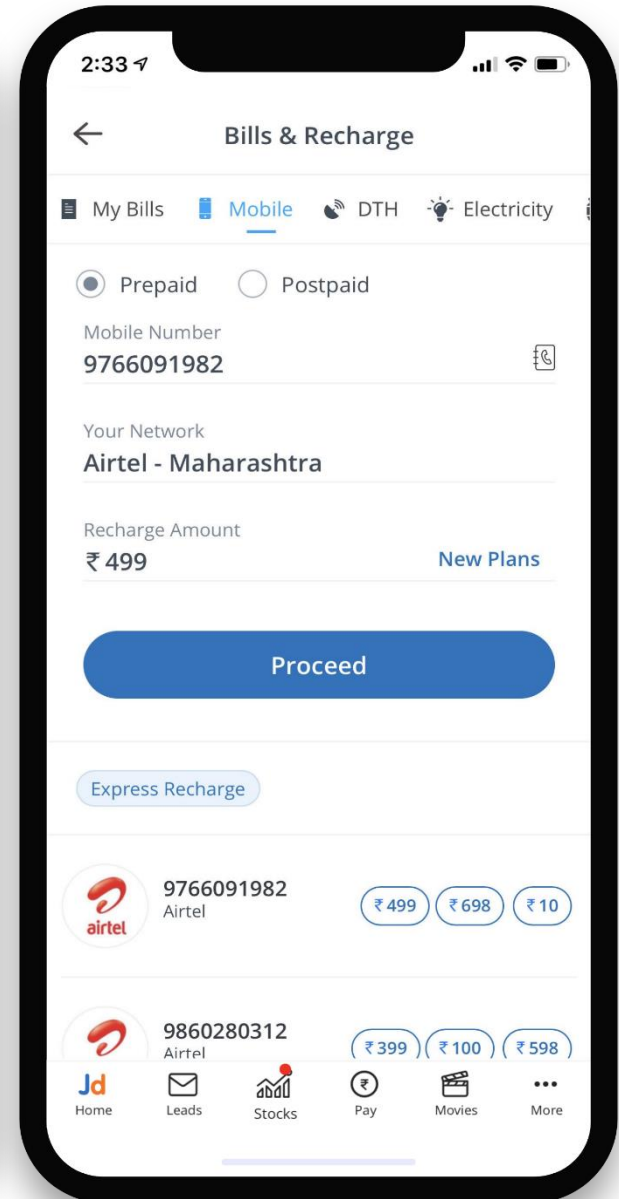 2:33
Bills & Recharge
My Bills Mobile DTH Electricity
Prepaid Postpaid
Mobile Number
9766091982
Your Network
Airtel - Maharashtra
Recharge Amount
₹ 499 New Plans
Proceed
Express Recharge
airtel
9766091982
Airtel
₹ 499 ₹ 698 ₹ 10
9860280312
Airtel
₹ 399 ₹ 100 ₹ 598
Jd
Home Leads Stocks Pay Movies More